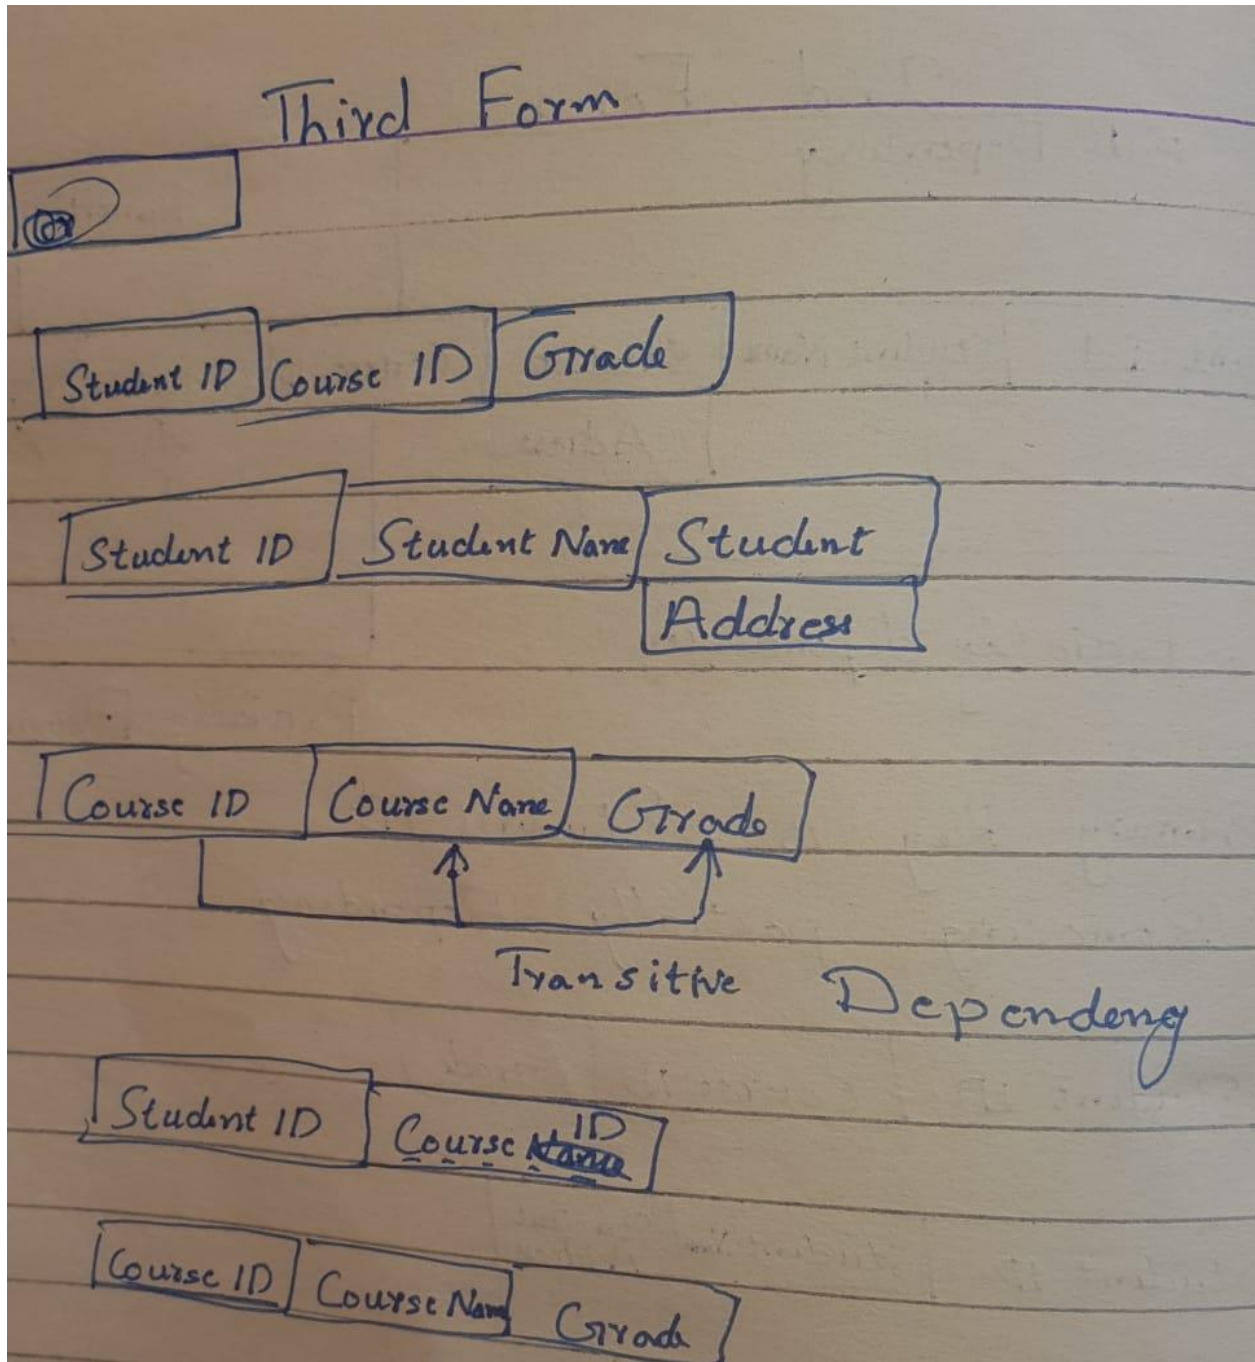 Third Form
Student ID Course ID Grade
Student ID Student Name Student
Address
Course ID Course Name Grade
Transitive Dependency
Student ID Course ID
Course ID Course Name Grade